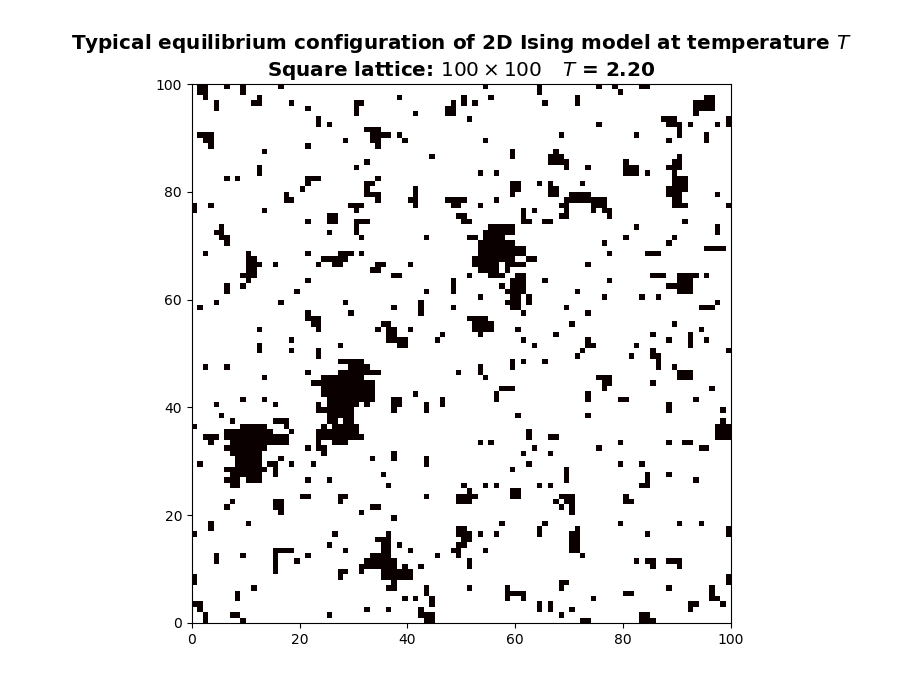 Typical equilibrium configuration of 2D Ising model at temperature T
Square lattice: 100 × 100 T = 2.20
100
80
60
40
20
0
0 20 40 60 80 100